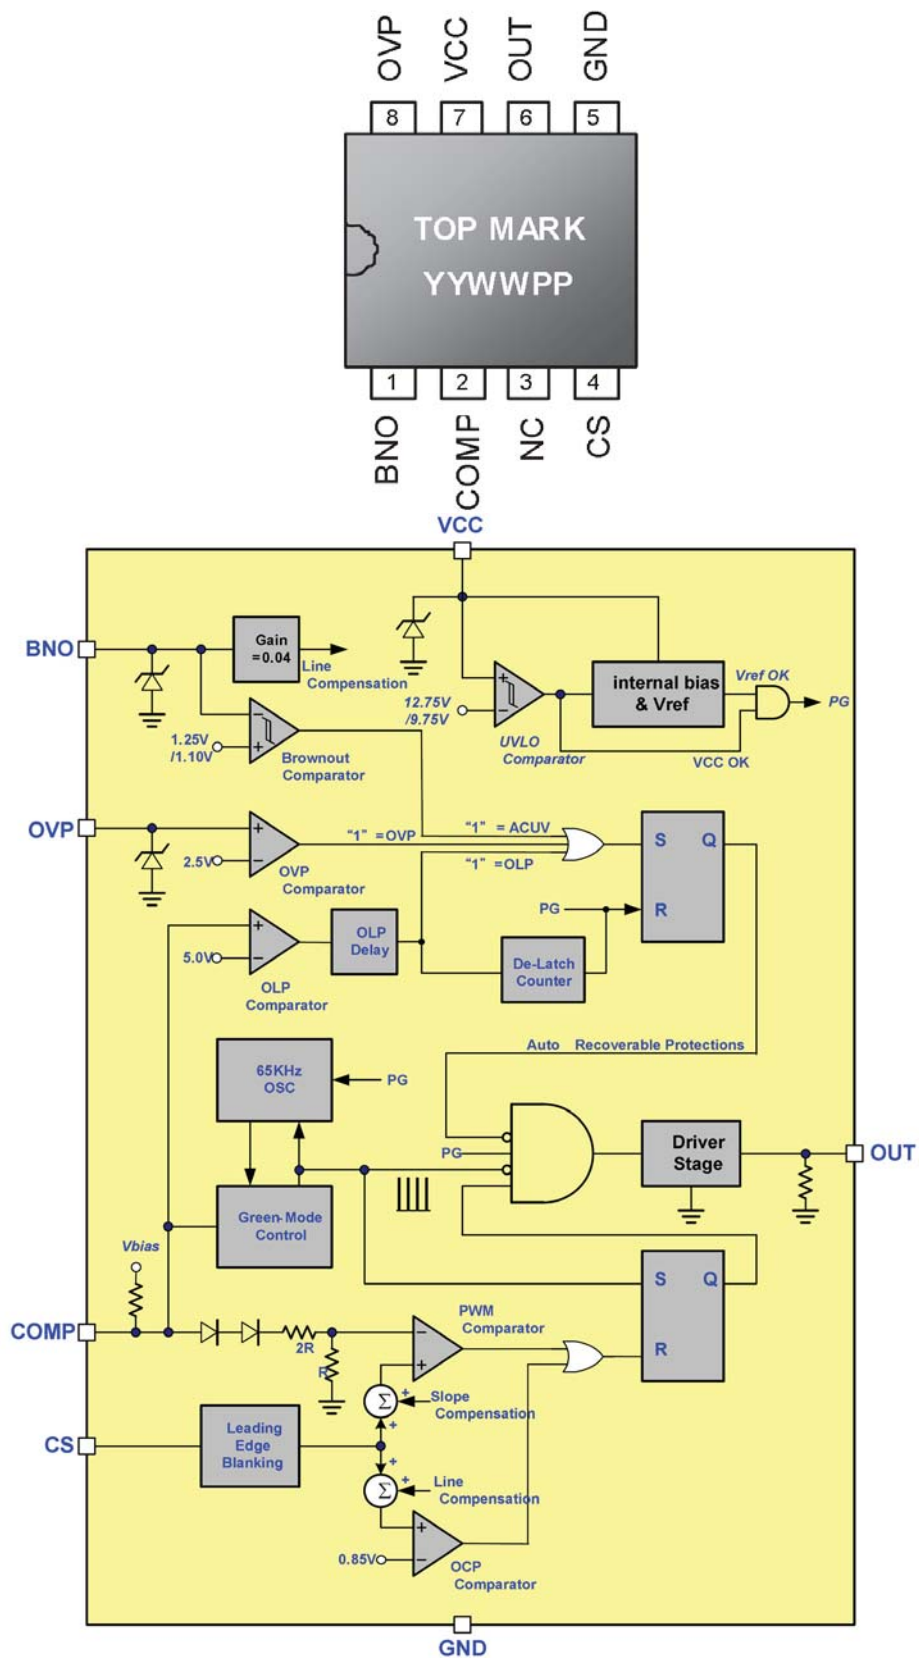 OVP
VCC
OUT
GND
8
7
6
5
TOP MARK
YYWWPP
1
2
3
4
BNO
COMP
NC
CS
VCC
BNO
Gain
=0.04
Line
Compensation
12.75V
/9.75V
+
−
UVLO
Comparator
internal bias
& Vref
Vref OK
PG
VCC OK
−
+
1.25V
/1.10V
Brownout
Comparator
OVP
+
−
2.5V
OVP
Comparator
“1” =OVP
“1” = ACUV
“1” =OLP
S
Q
R
PG
+
−
5.0V
OLP
Comparator
OLP
Delay
De-Latch
Counter
Auto Recoverable Protections
65KHz
OSC
PG
PG
Driver
Stage
OUT
Green-Mode
Control
Vbias
COMP
2R
R
−
+
PWM
Comparator
S
Q
R
Σ
+
+
Slope
Compensation
CS
Leading
Edge
Blanking
Σ
+
+
Line
Compensation
+
−
0.85V
OCP
Comparator
GND